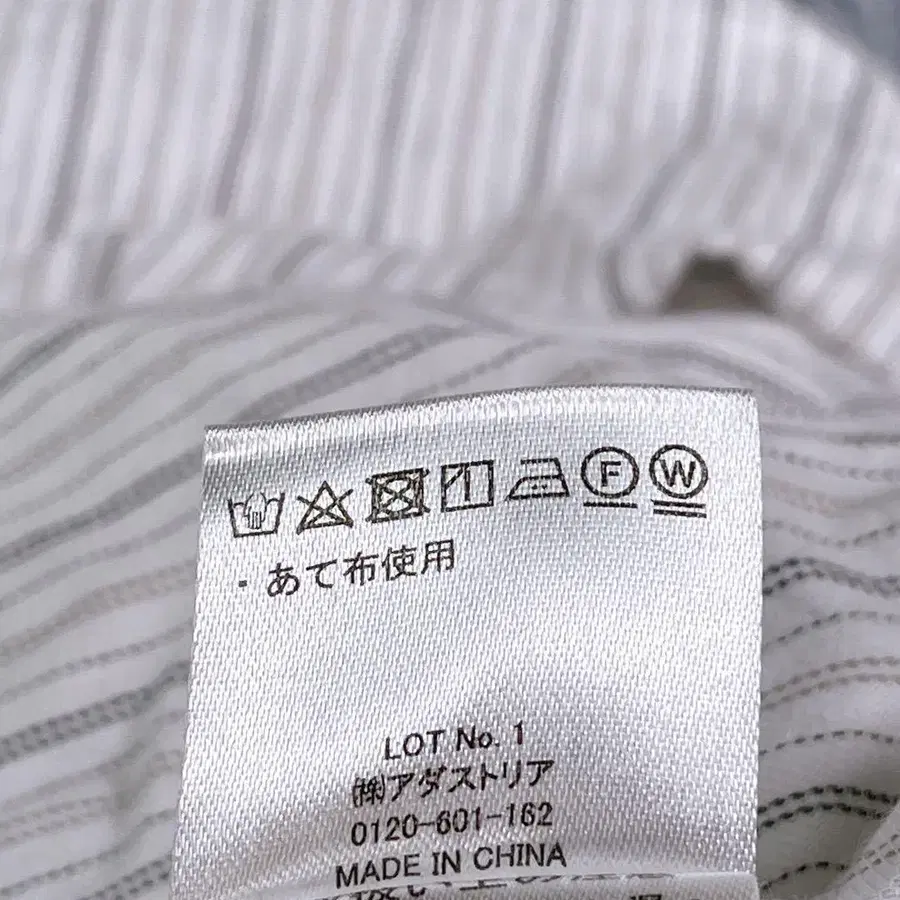 F W
・あて布使用
LOT No. 1
(株)アダストリア
0120-601-162
MADE IN CHINA